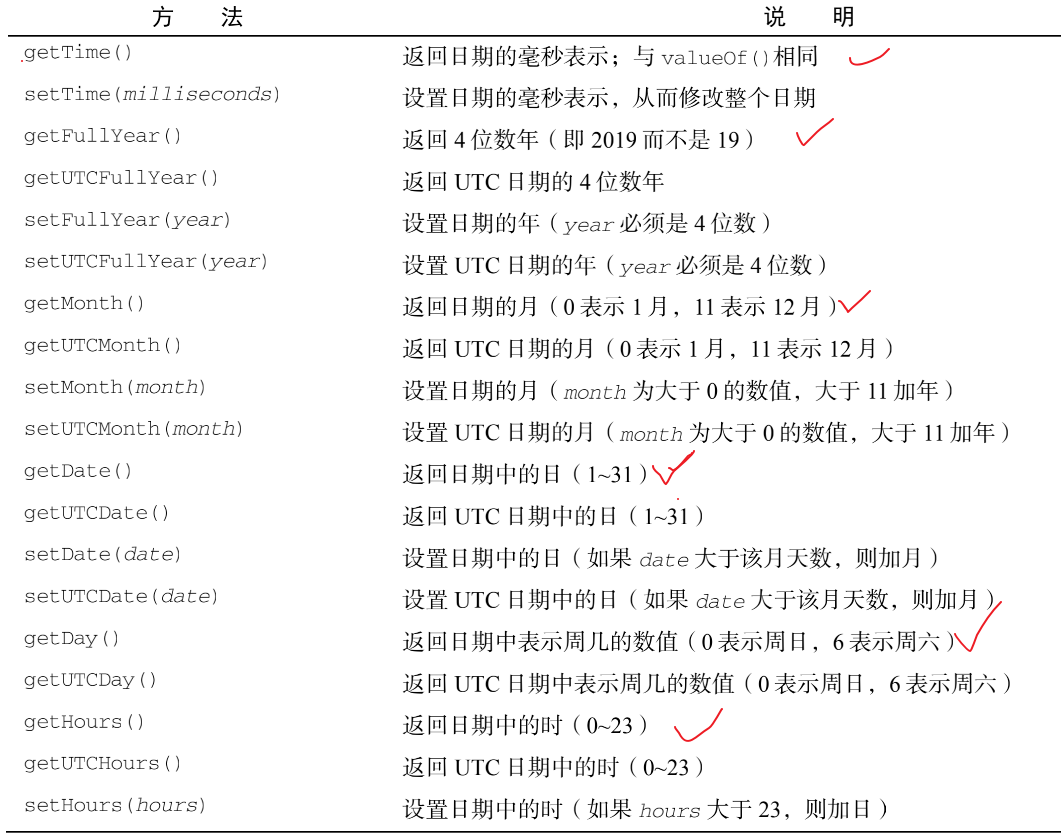 方 法 说 明
getTime() 返回日期的毫秒表示；与 valueOf()相同
setTime(milliseconds) 设置日期的毫秒表示，从而修改整个日期
getFullYear() 返回 4 位数年（即 2019 而不是 19）
getUTCFullYear() 返回 UTC 日期的 4 位数年
setFullYear(year) 设置日期的年（year 必须是 4 位数）
setUTCFullYear(year) 设置 UTC 日期的年（year 必须是 4 位数）
getMonth() 返回日期的月（0 表示 1 月，11 表示 12 月）
getUTCMonth() 返回 UTC 日期的月（0 表示 1 月，11 表示 12 月）
setMonth(month) 设置日期的月（month 为大于 0 的数值，大于 11 加年）
setUTCMonth(month) 设置 UTC 日期的月（month 为大于 0 的数值，大于 11 加年）
getDate() 返回日期中的日（1~31）
getUTCDate() 返回 UTC 日期中的日（1~31）
setDate(date) 设置日期中的日（如果 date 大于该月天数，则加月）
setUTCDate(date) 设置 UTC 日期中的日（如果 date 大于该月天数，则加月）
getDay() 返回日期中表示周几的数值（0 表示周日，6 表示周六）
getUTCDay() 返回 UTC 日期中表示周几的数值（0 表示周日，6 表示周六）
getHours() 返回日期中的时（0~23）
getUTCHours() 返回 UTC 日期中的时（0~23）
setHours(hours) 设置日期中的时（如果 hours 大于 23，则加日）